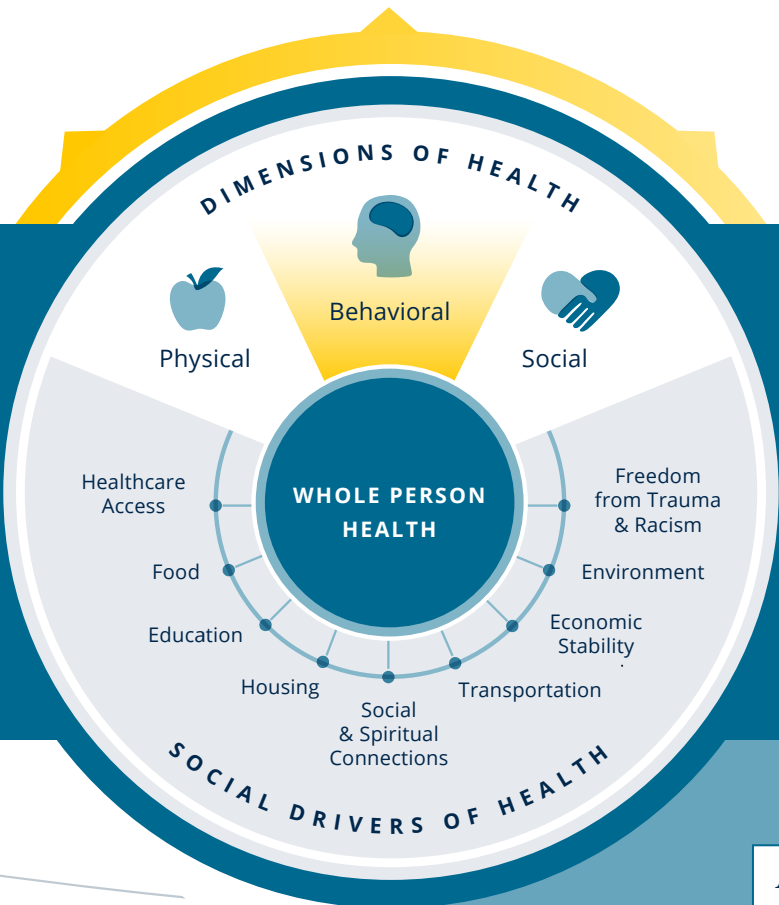 DIMENSIONS OF HEALTH
Behavioral
Physical
Social
WHOLE PERSON
HEALTH
Healthcare
Access
Food
Education
Housing
Social
& Spiritual
Connections
Transportation
Economic
Stability
Environment
Freedom
from Trauma
& Racism
SOCIAL DRIVERS OF HEALTH